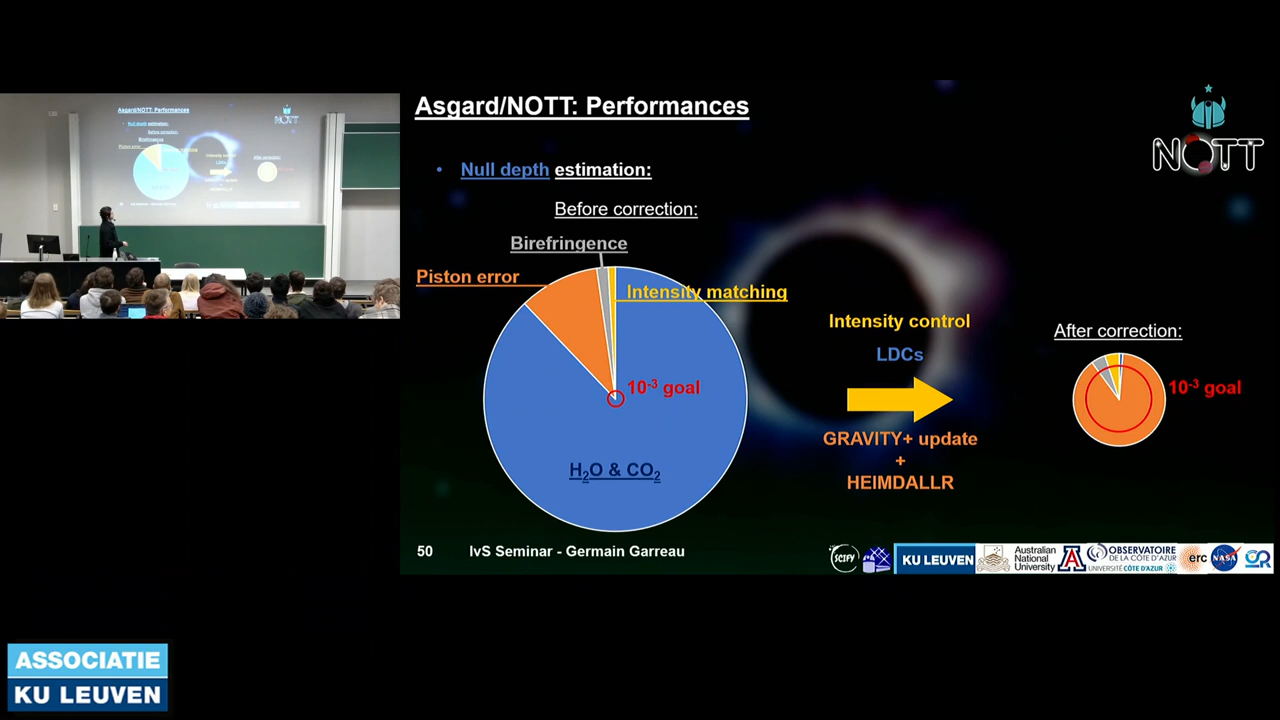 Asgard/NOTT: Performances
NOTT
• Null depth estimation:
Before correction:
Birefringence
Piston error
Intensity matching
10-3 goal
H2O & CO2
Intensity control
LDCs
GRAVITY+ update
+
HEIMDALLR
After correction:
10-3 goal
50
IvS Seminar - Germain Garreau
SCIFY
KU LEUVEN
Australian
National
University
OBSERVATOIRE
DE LA CÔTE D'AZUR
UNIVERSITÉ CÔTE D'AZUR
erc
NASA
ASSOCIATIE
KU LEUVEN